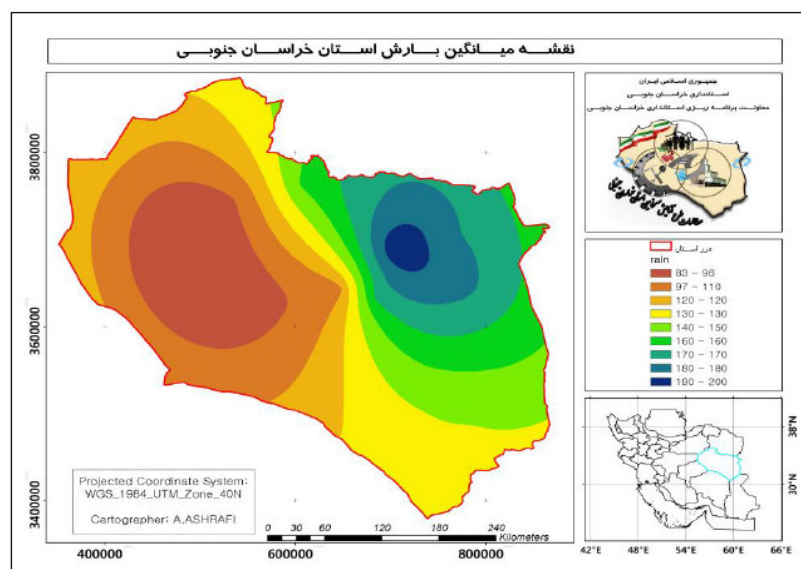 نقشه میانگین بارش استان خراسان جنوبی
جمهوری اسلامی ایران
استانداری خراسان جنوبی
معاونت برنامه ریزی استانداری خراسان جنوبی
مرز استان
rain
83 - 96
97 - 110
120 - 120
130 - 130
140 - 150
160 - 160
170 - 170
180 - 180
190 - 200
3800000
3600000
3400000
400000
600000
800000
Projected Coordinate System:
WGS_1984_UTM_Zone_40N
Cartographer: A.ASHRAFI
0 30 60 120 180 240
Kilometers
38°N
30°N
42°E 48°E 54°E 60°E 66°E